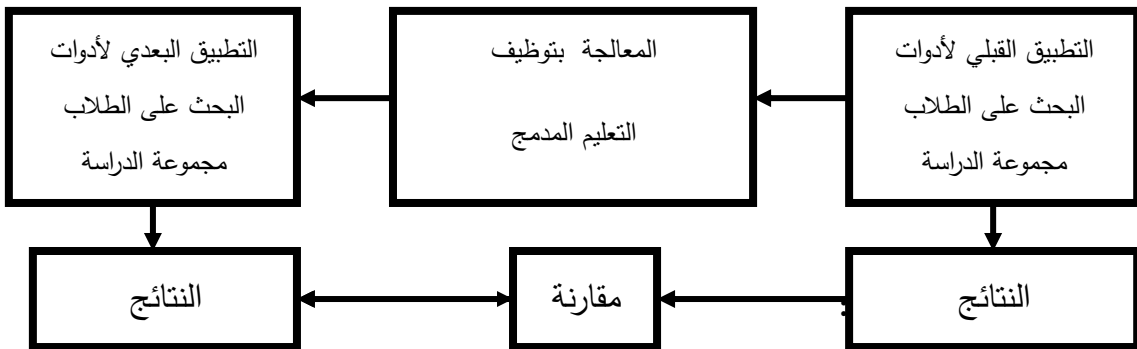 التطبيق القبلي لأدوات
البحث على الطلاب
مجموعة الدراسة
المعالجة بتوظيف
التعليم المدمج
التطبيق البعدي لأدوات
البحث على الطلاب
مجموعة الدراسة
النتائج
:
مقارنة
النتائج